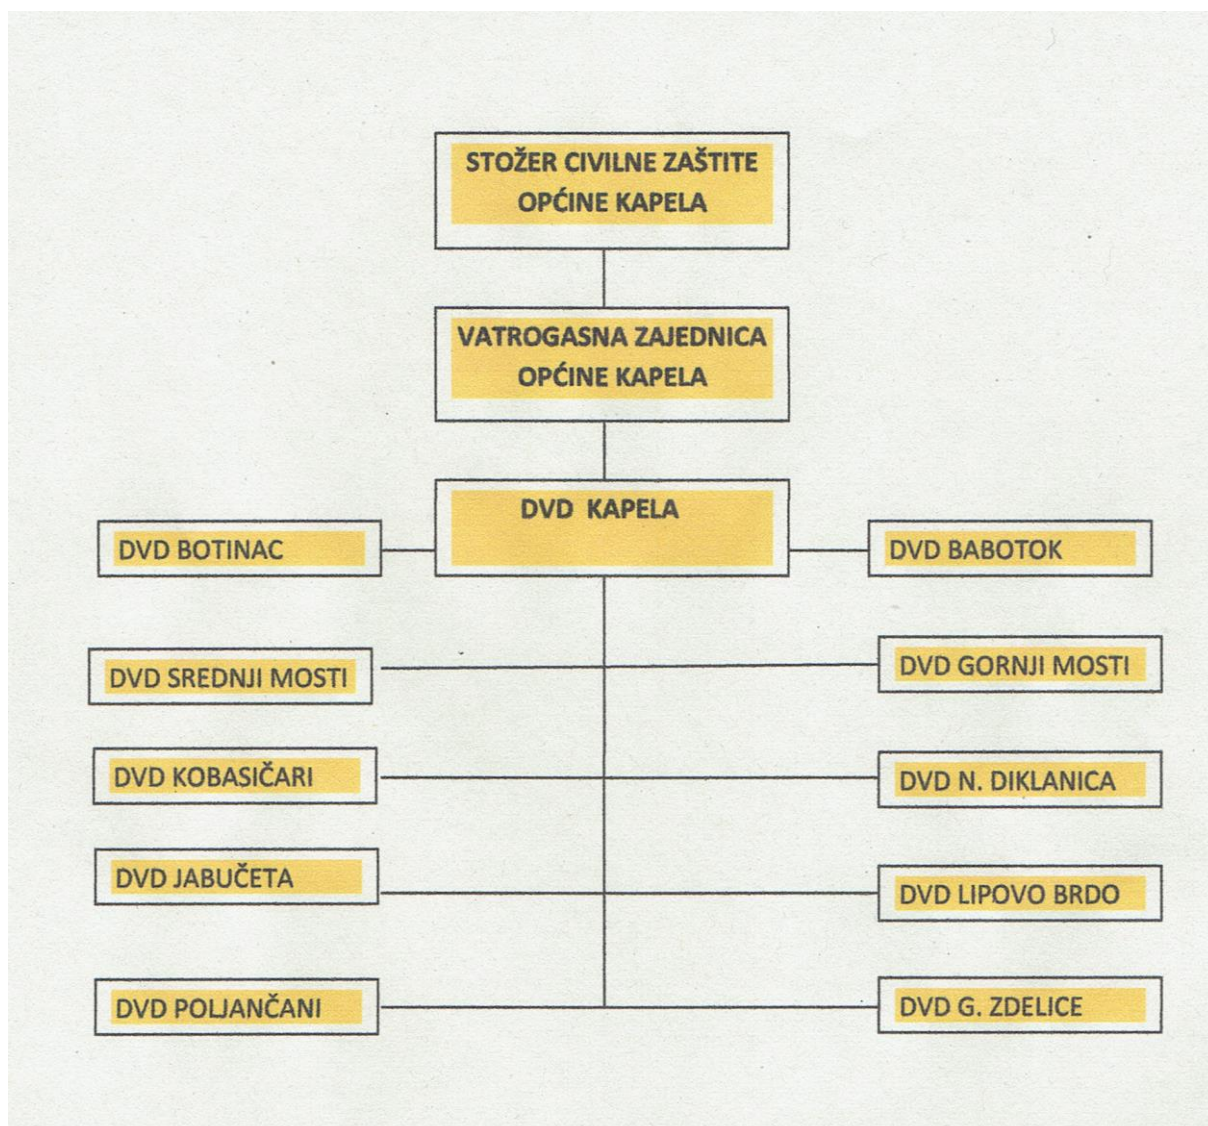 STOŽER CIVILNE ZAŠTITE
OPĆINE KAPELA
VATROGASNA ZAJEDNICA
OPĆINE KAPELA
DVD KAPELA
DVD BOTINAC
DVD BABOTOK
DVD SREDNJI MOSTI
DVD GORNJI MOSTI
DVD KOBASIČARI
DVD N. DIKLANICA
DVD JABUČETA
DVD LIPOVO BRDO
DVD POLJANČANI
DVD G. ZDELICE